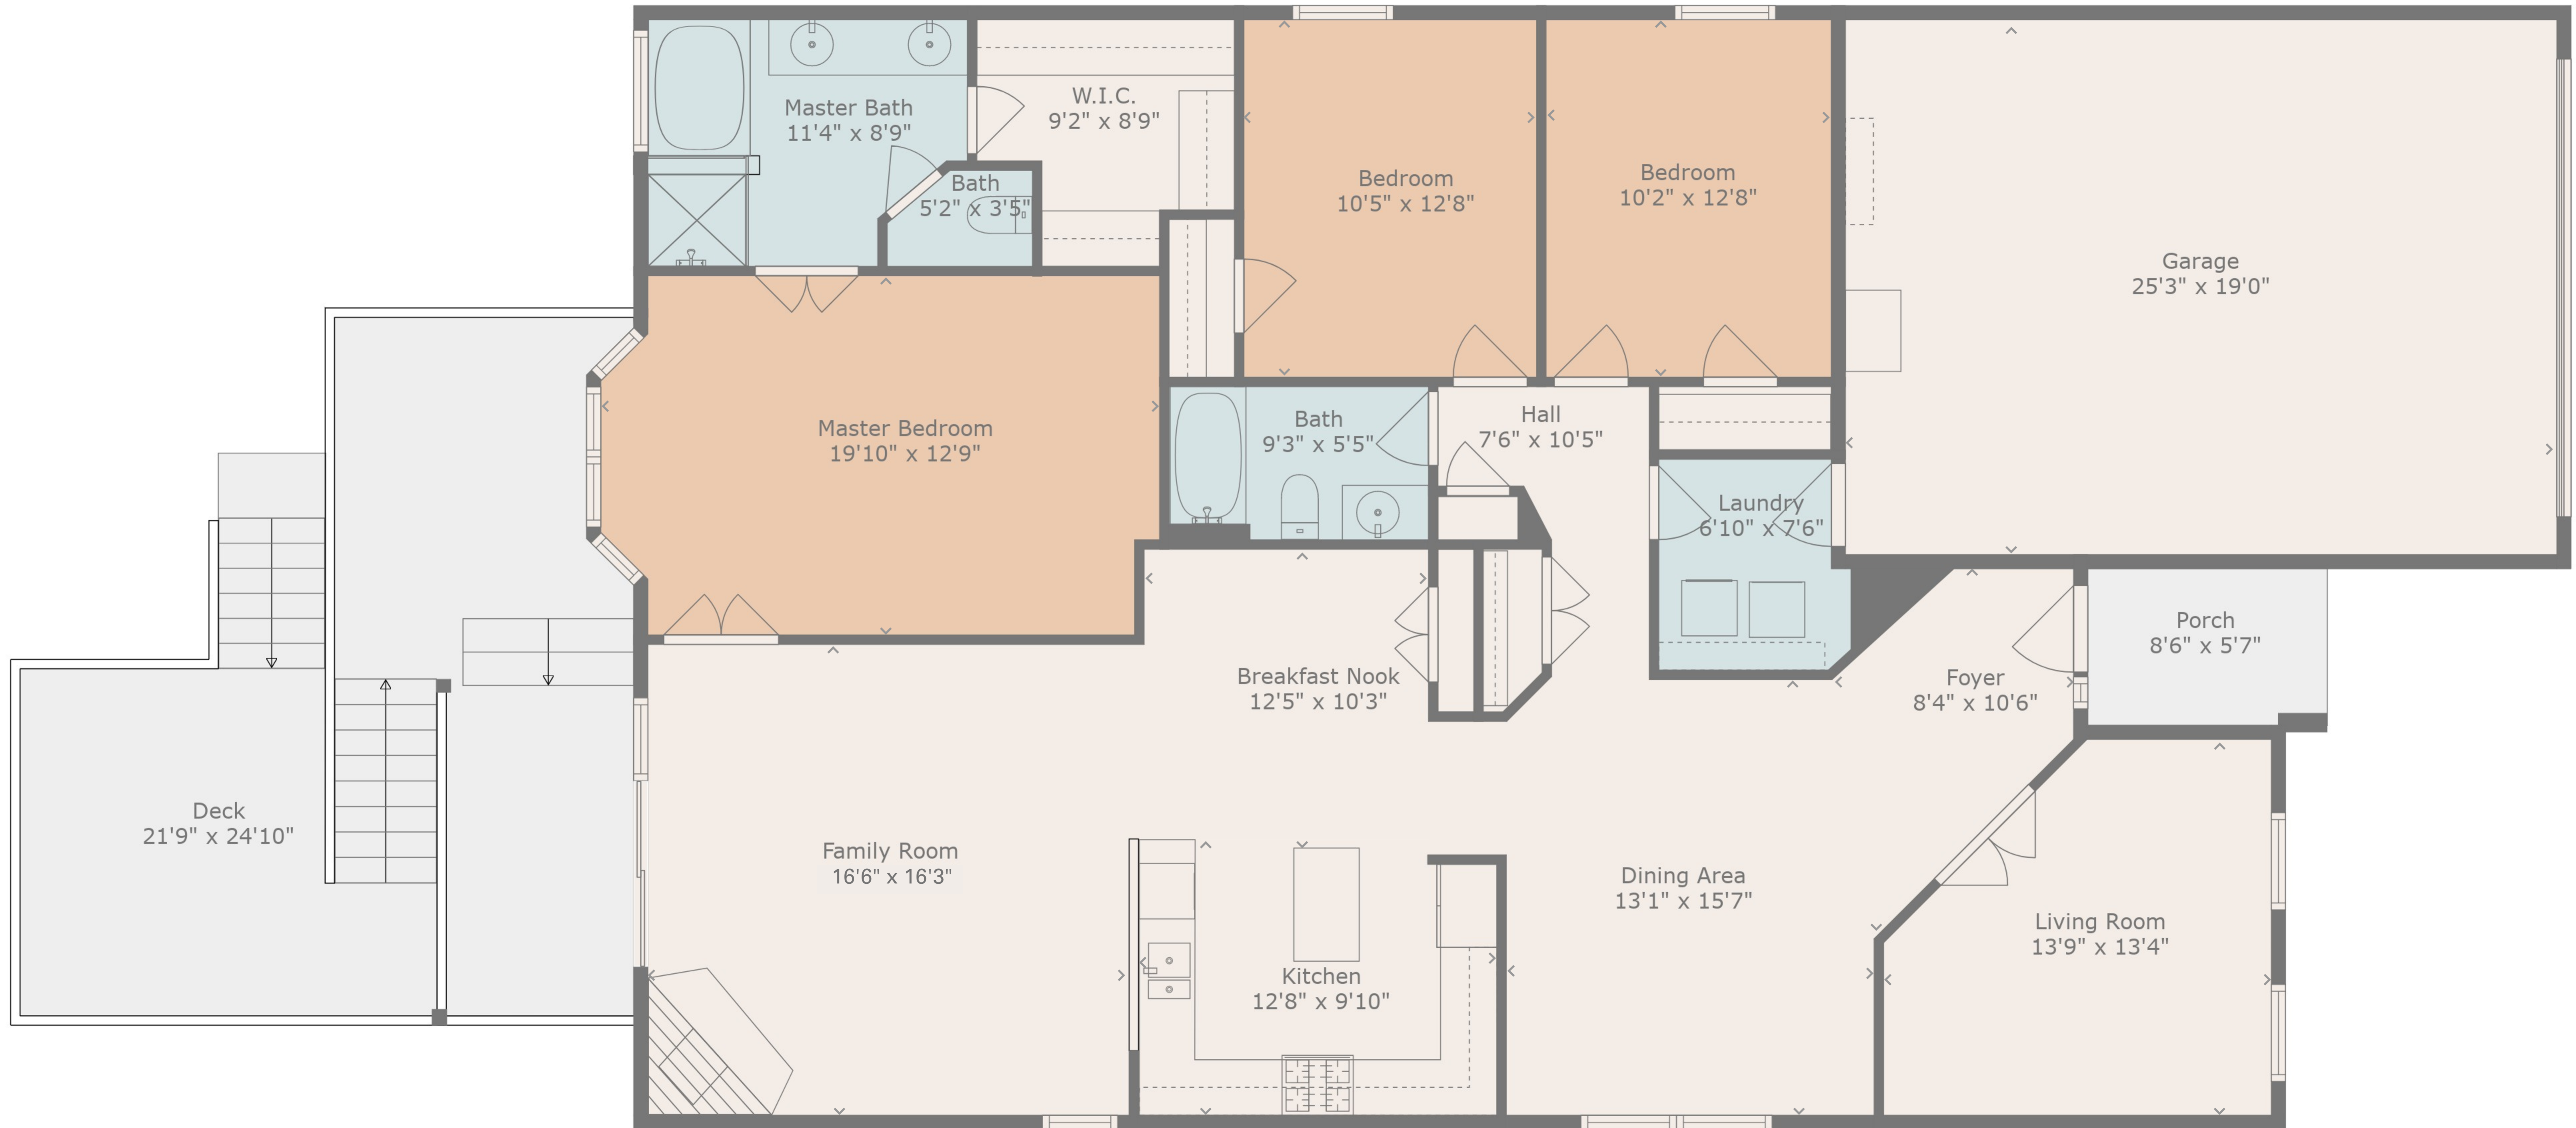 Master Bath
11'4" x 8'9"
W.I.C.
9'2" x 8'9"
Bath
5'2" x 3'5"
Bedroom
10'5" x 12'8"
Bedroom
10'2" x 12'8"
Garage
25'3" x 19'0"
Master Bedroom
19'10" x 12'9"
Bath
9'3" x 5'5"
Hall
7'6" x 10'5"
Laundry
6'10" x 7'6"
Porch
8'6" x 5'7"
Breakfast Nook
12'5" x 10'3"
Foyer
8'4" x 10'6"
Deck
21'9" x 24'10"
Family Room
16'6" x 16'3"
Dining Area
13'1" x 15'7"
Living Room
13'9" x 13'4"
Kitchen
12'8" x 9'10"